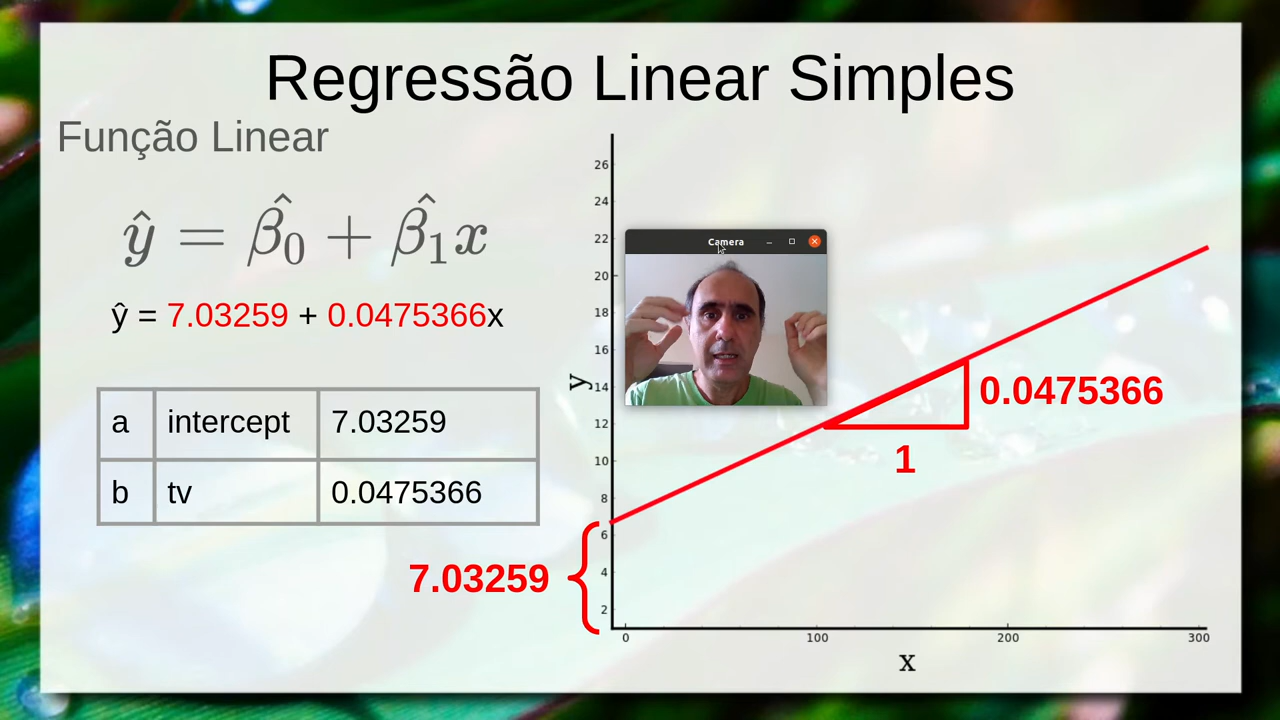 Regressão Linear Simples
Função Linear
ŷ = β̂0 + β̂1x
ŷ = 7.03259 + 0.0475366x
a intercept 7.03259
b tv 0.0475366
7.03259
y
26
24
22
20
18
16
14
12
10
8
6
4
2
Camera
0.0475366
1
0 100 200 300
x